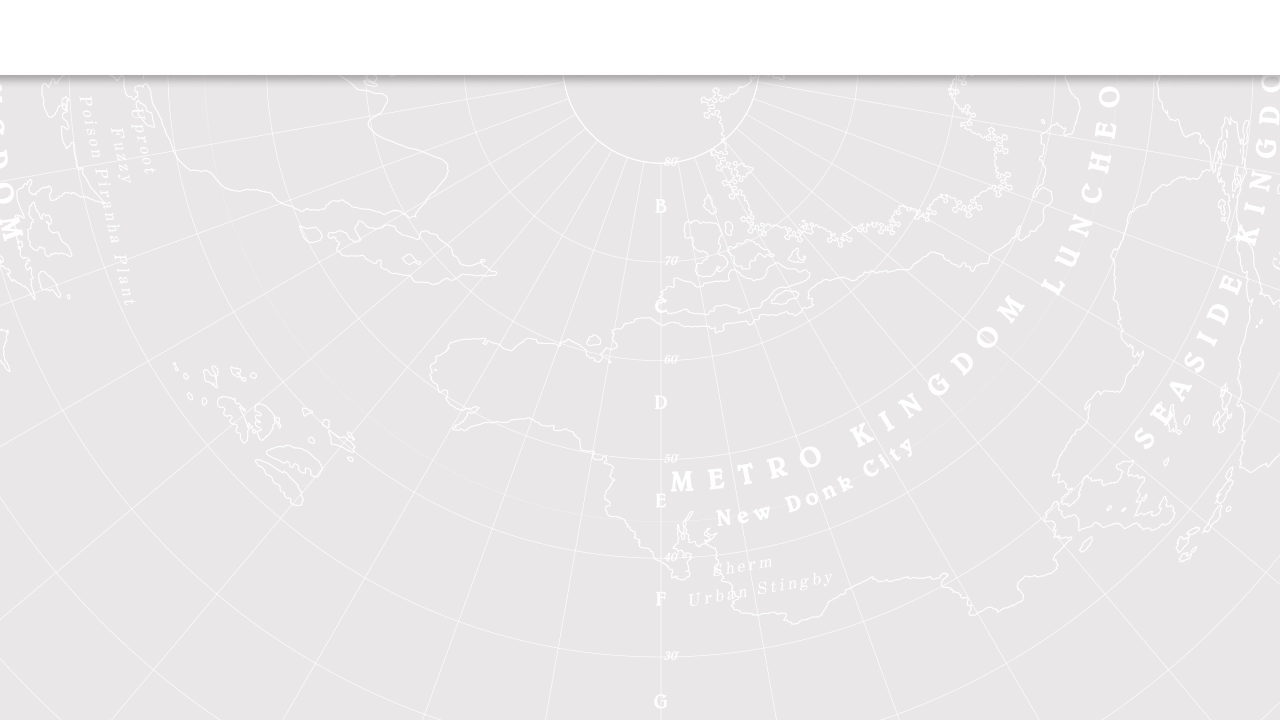 Uproot
Fuzzy
Poison Piranha Plant
80°
B
70°
C
60°
D
50°
E
40°
F
30°
G
METRO KINGDOM
New Donk City
Sherm
Urban Stingby
LUNCHEO
SEASIDE KINGDO